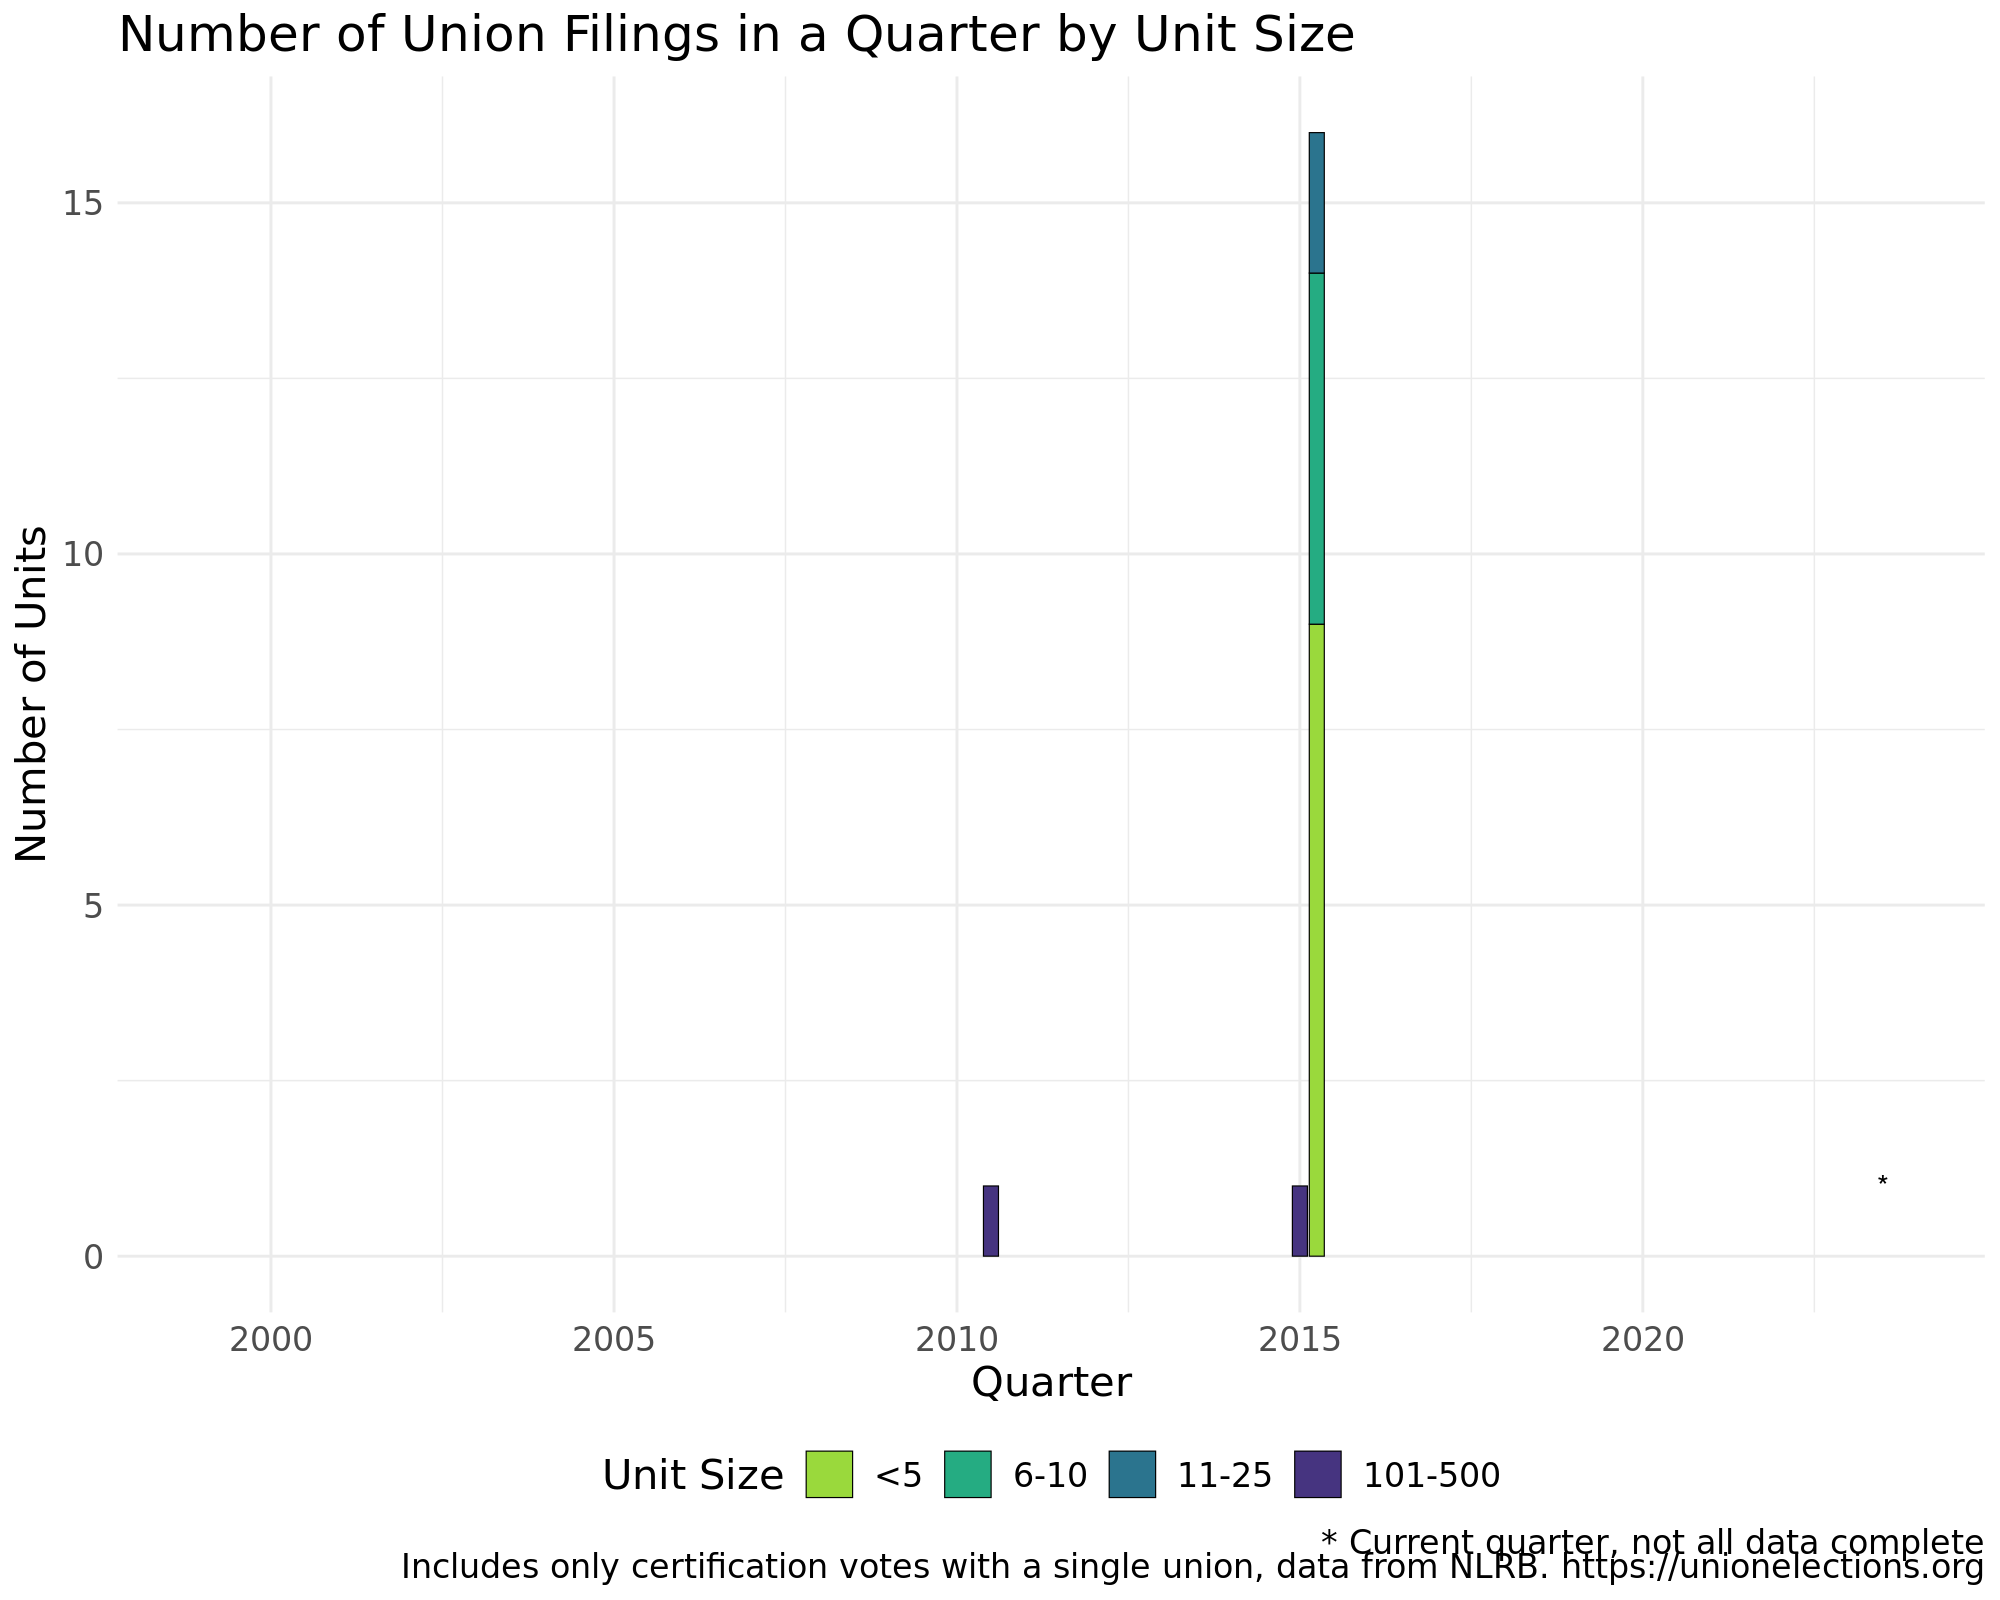 Number of Union Filings in a Quarter by Unit Size
Number of Units
15
10
5
0
*
2000 2005 2010 2015 2020
Quarter
Unit Size <5 6-10 11-25 101-500
* Current quarter, not all data complete
Includes only certification votes with a single union, data from NLRB. https://unionelections.org